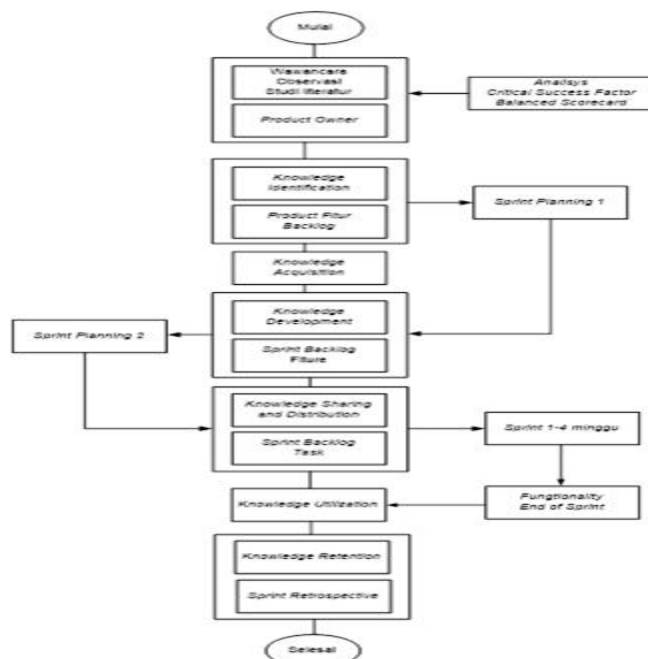 Mulai
Wawancara
Observasi
Studi literatur
Product Owner
Analisys
Critical Success Factor
Balanced Scorecard
Knowledge
Identification
Product Fitur
Backlog
Sprint Planning 1
Knowledge
Acquisition
Knowledge
Development
Sprint Backlog
Fiture
Sprint Planning 2
Knowledge Sharing
and Distribution
Sprint Backlog
Task
Sprint 1-4 minggu
Fungtionality
End of Sprint
Knowledge Utilization
Knowledge Retention
Sprint Retrospective
Selesai